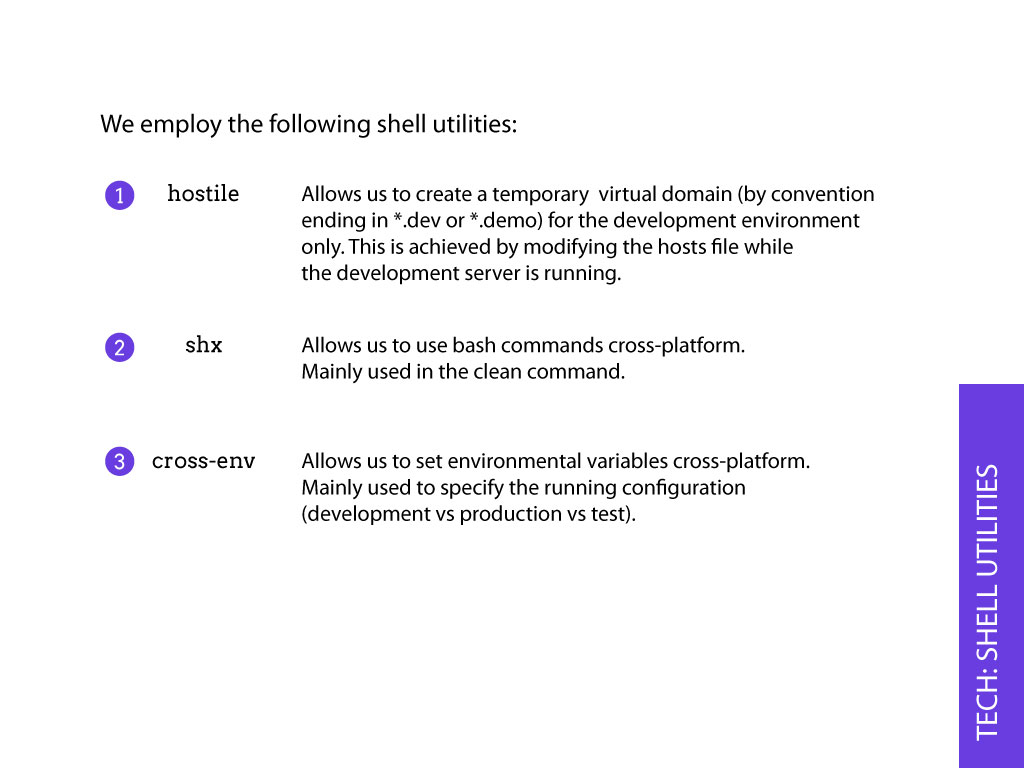 We employ the following shell utilities:
1 hostile Allows us to create a temporary  virtual domain (by convention
ending in *.dev or *.demo) for the development environment
only. This is achieved by modifying the hosts file while
the development server is running.
2 shx Allows us to use bash commands cross-platform.
Mainly used in the clean command.
3 cross-env Allows us to set environmental variables cross-platform.
Mainly used to specify the running configuration
(development vs production vs test).
TECH: SHELL UTILITIES